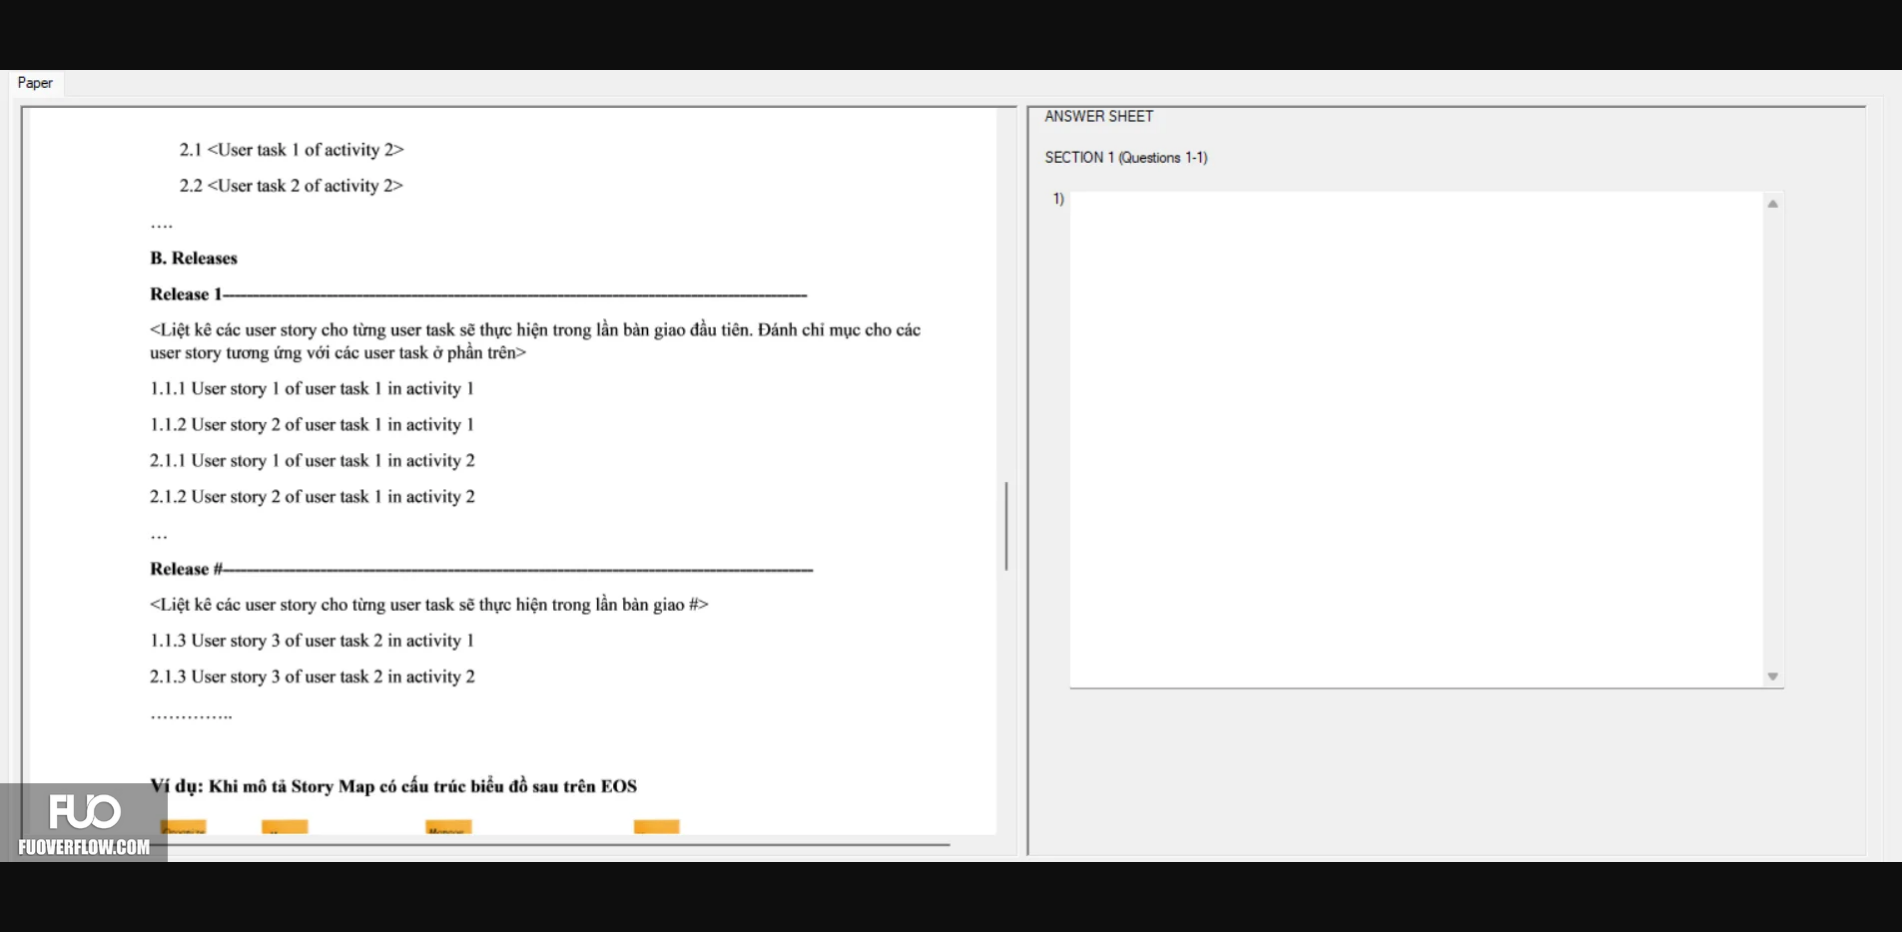 Paper
2.1 <User task 1 of activity 2>
2.2 <User task 2 of activity 2>
....
B. Releases
Release 1
<Liệt kê các user story cho từng user task sẽ thực hiện trong lần bàn giao đầu tiên. Đánh chỉ mục cho các
user story tương ứng với các user task ở phần trên>
1.1.1 User story 1 of user task 1 in activity 1
1.1.2 User story 2 of user task 1 in activity 1
2.1.1 User story 1 of user task 1 in activity 2
2.1.2 User story 2 of user task 1 in activity 2
...
Release #
<Liệt kê các user story cho từng user task sẽ thực hiện trong lần bàn giao #>
1.1.3 User story 3 of user task 2 in activity 1
2.1.3 User story 3 of user task 2 in activity 2
..............
Ví dụ: Khi mô tả Story Map có cấu trúc biểu đồ sau trên EOS
ANSWER SHEET
SECTION 1 (Questions 1-1)
1)
FUO
FUOVERFLOW.COM